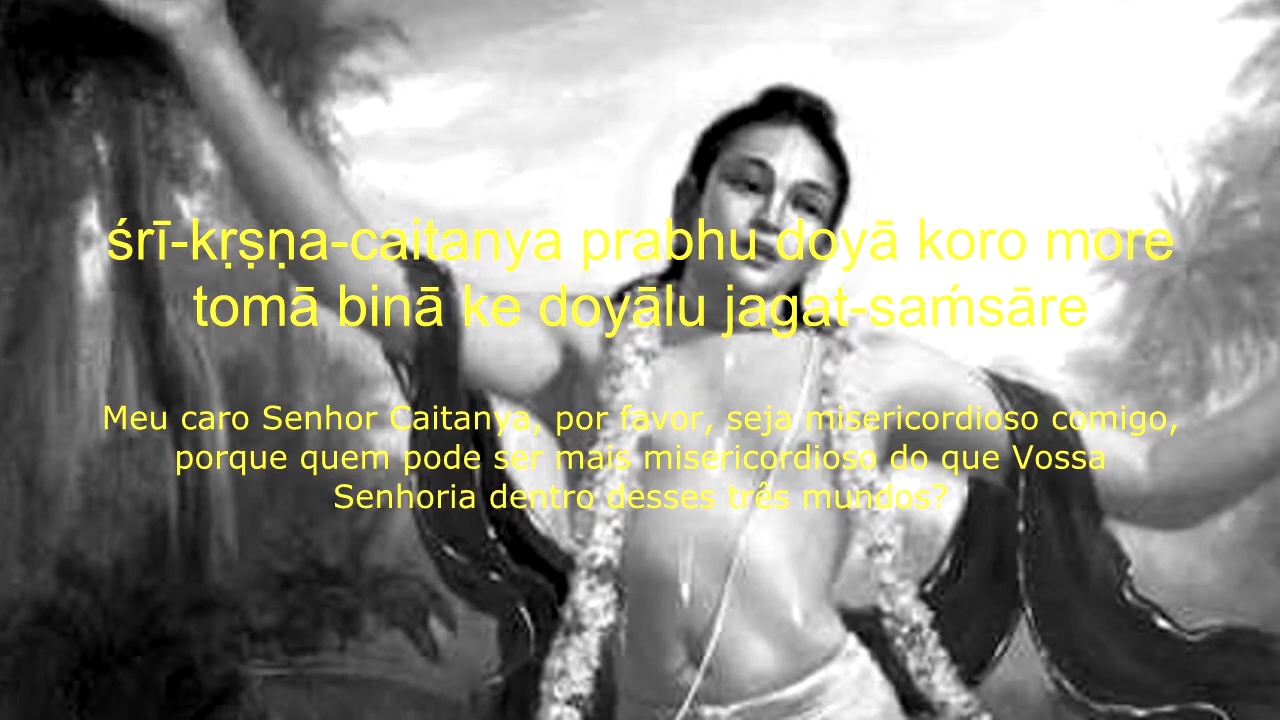 śrī-kṛṣṇa-caitanya prabhu doyā koro more
tomā binā ke doyālu jagat-saḿsāre
Meu caro Senhor Caitanya, por favor, seja misericordioso comigo,
porque quem pode ser mais misericordioso do que Vossa
Senhoria dentro desses três mundos?